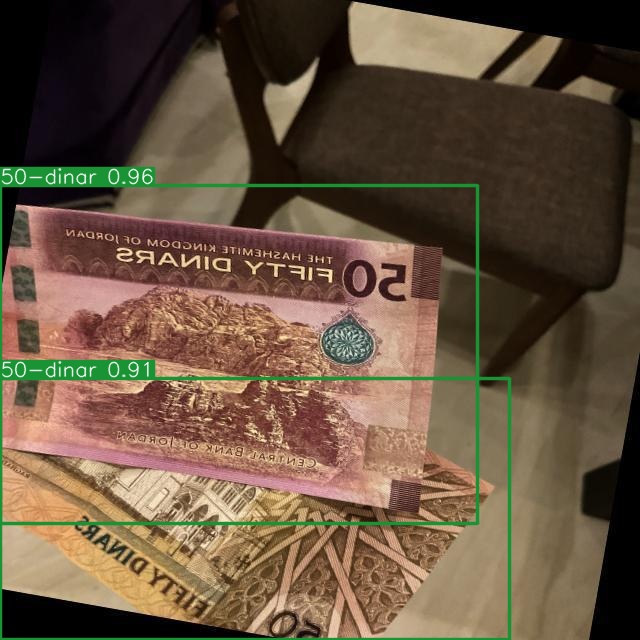 50-dinar 0.96
THE HASHEMITE KINGDOM OF JORDAN
FIFTY DINARS
50
50-dinar 0.91
CENTRAL BANK OF JORDAN
FIFTY DINARS
50